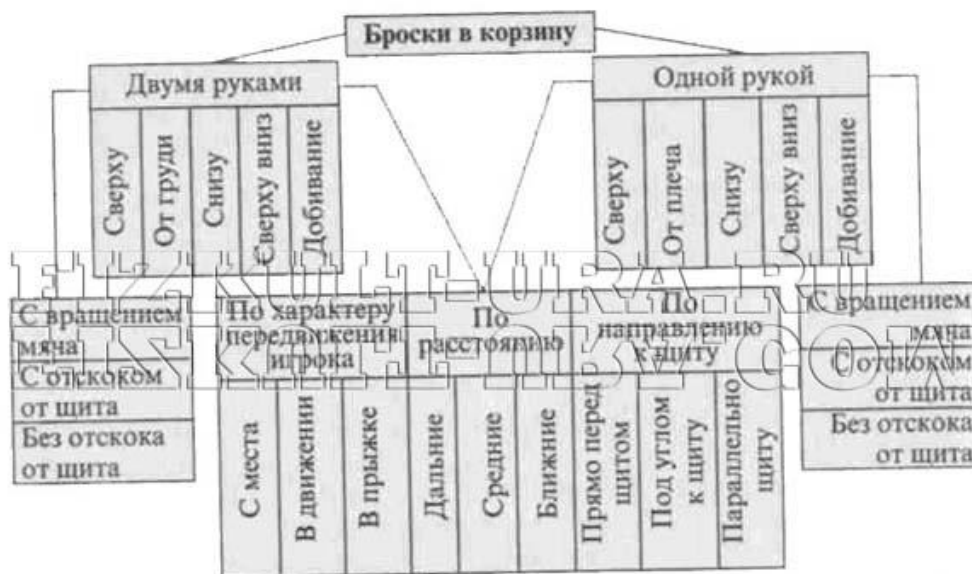 Броски в корзину
Двумя руками
Сверху
От груди
Снизу
Сверху вниз
Добивание
Одной рукой
Сверху
От плеча
Снизу
Сверху вниз
Добивание
С вращением
мяча
С отскоком
от щита
Без отскока
от щита
По характеру
передвижения
игрока
С места
В движении
В прыжке
По
расстоянию
Дальние
Средние
Ближние
По
направлению
к щиту
Прямо перед
щитом
Под углом
к щиту
Параллельно
щиту
С вращением
мяча
С отскоком
от щита
Без отскока
от щита